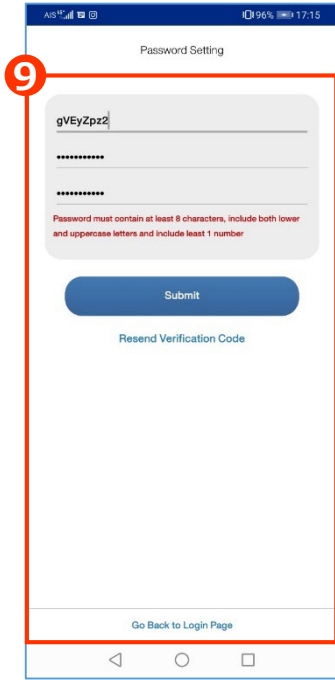 AIS 4G 96% 17:15
Password Setting
9
gVEyZpz2
•••••••••••
•••••••••••
Password must contain at least 8 characters, include both lower
and uppercase letters and include least 1 number
Submit
Resend Verification Code
Go Back to Login Page